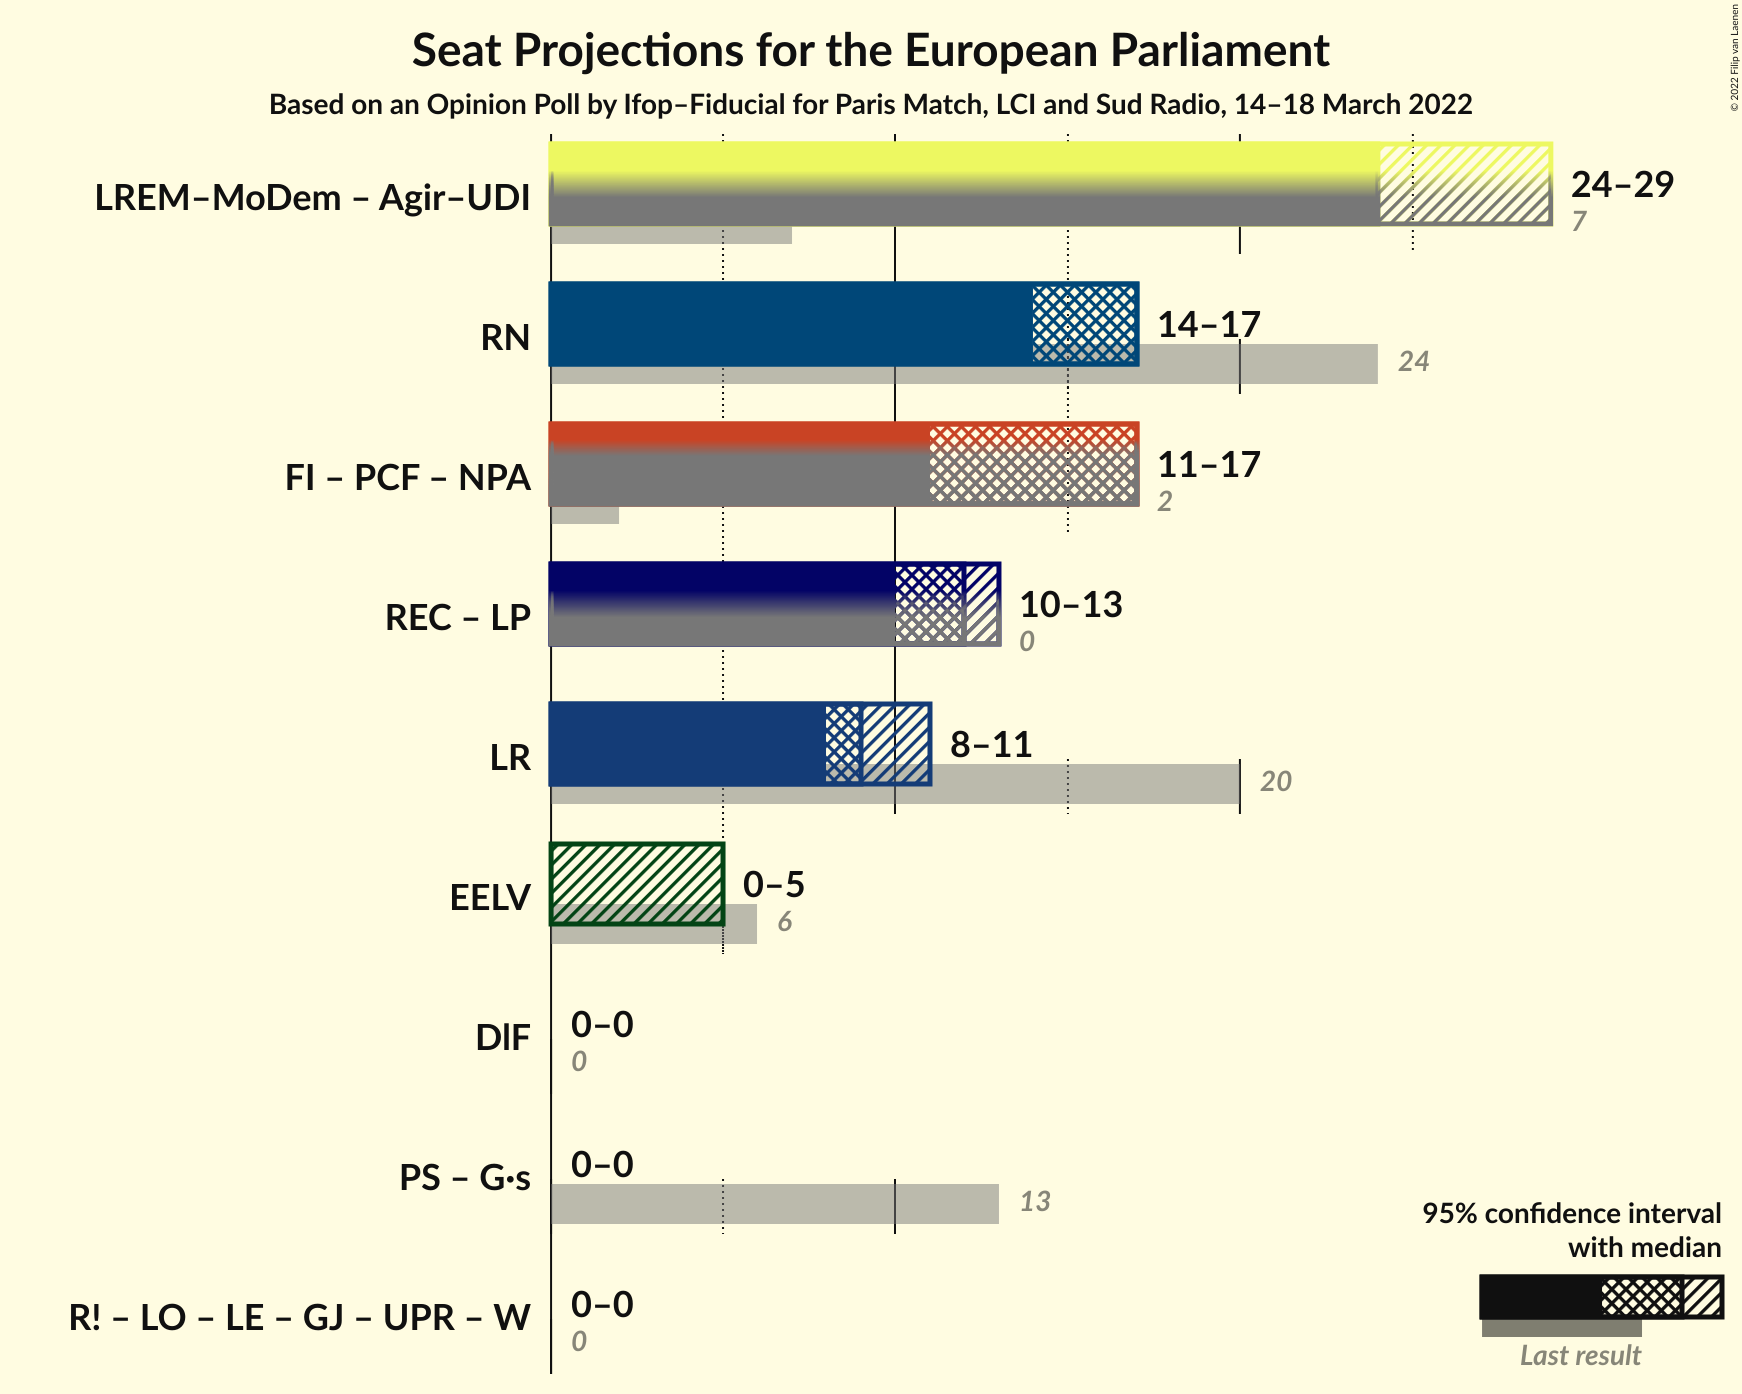 Seat Projections for the European Parliament
Based on an Opinion Poll by Ifop–Fiducial for Paris Match, LCI and Sud Radio, 14–18 March 2022
© 2022 Filip van Laenen
LREM–MoDem – Agir–UDI
24–29
7
RN
14–17
24
FI – PCF – NPA
11–17
2
REC – LP
10–13
0
LR
8–11
20
EELV
0–5
6
DlF
0–0
0
PS – G·s
0–0
13
R! – LO – LE – GJ – UPR – W
0–0
0
95% confidence interval
with median
Last result